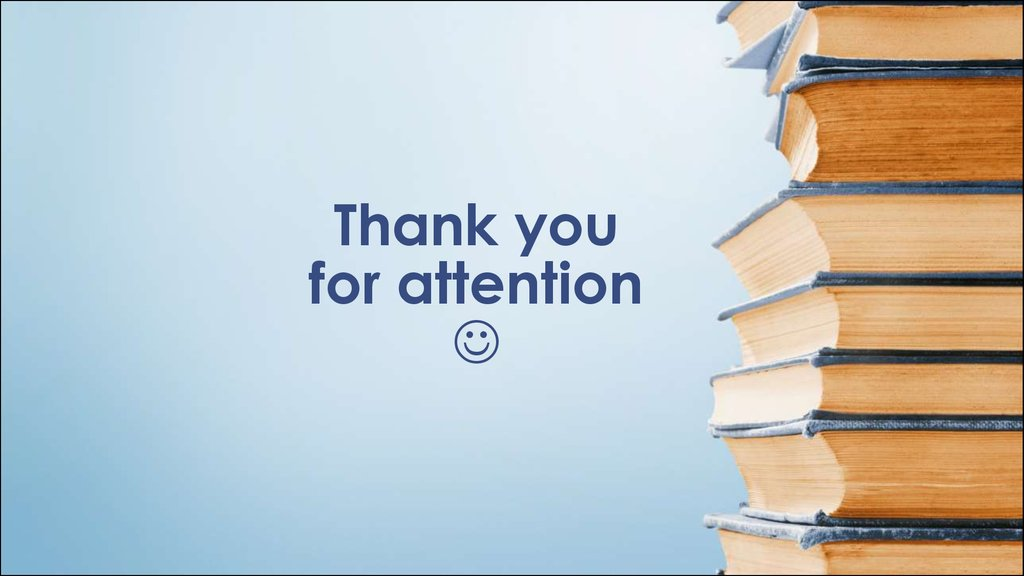 Thank you
for attention
☺